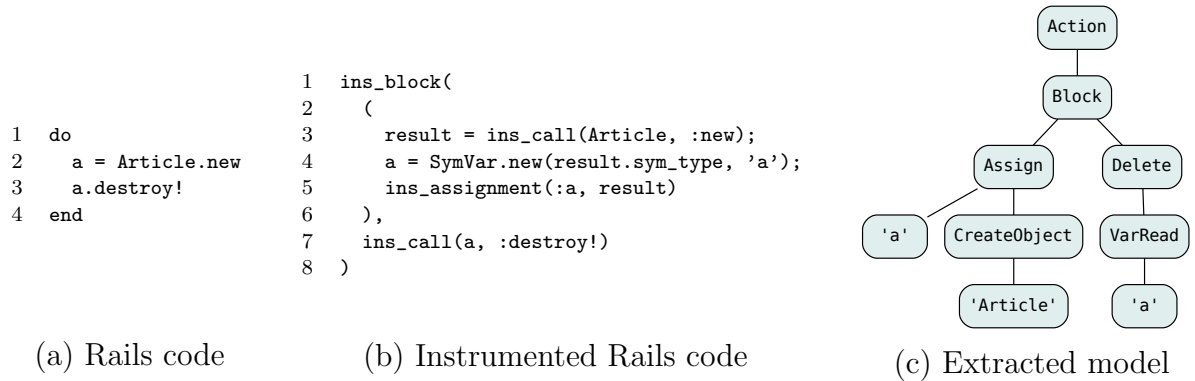 1 do
2 a = Article.new
3 a.destroy!
4 end
(a) Rails code
1 ins_block(
2 (
3 result = ins_call(Article, :new);
4 a = SymVar.new(result.sym_type, ’a’);
5 ins_assignment(:a, result)
6 ),
7 ins_call(a, :destroy!)
8 )
(b) Instrumented Rails code
Action
Block
Assign Delete
'a' CreateObject VarRead
'Article' 'a'
(c) Extracted model